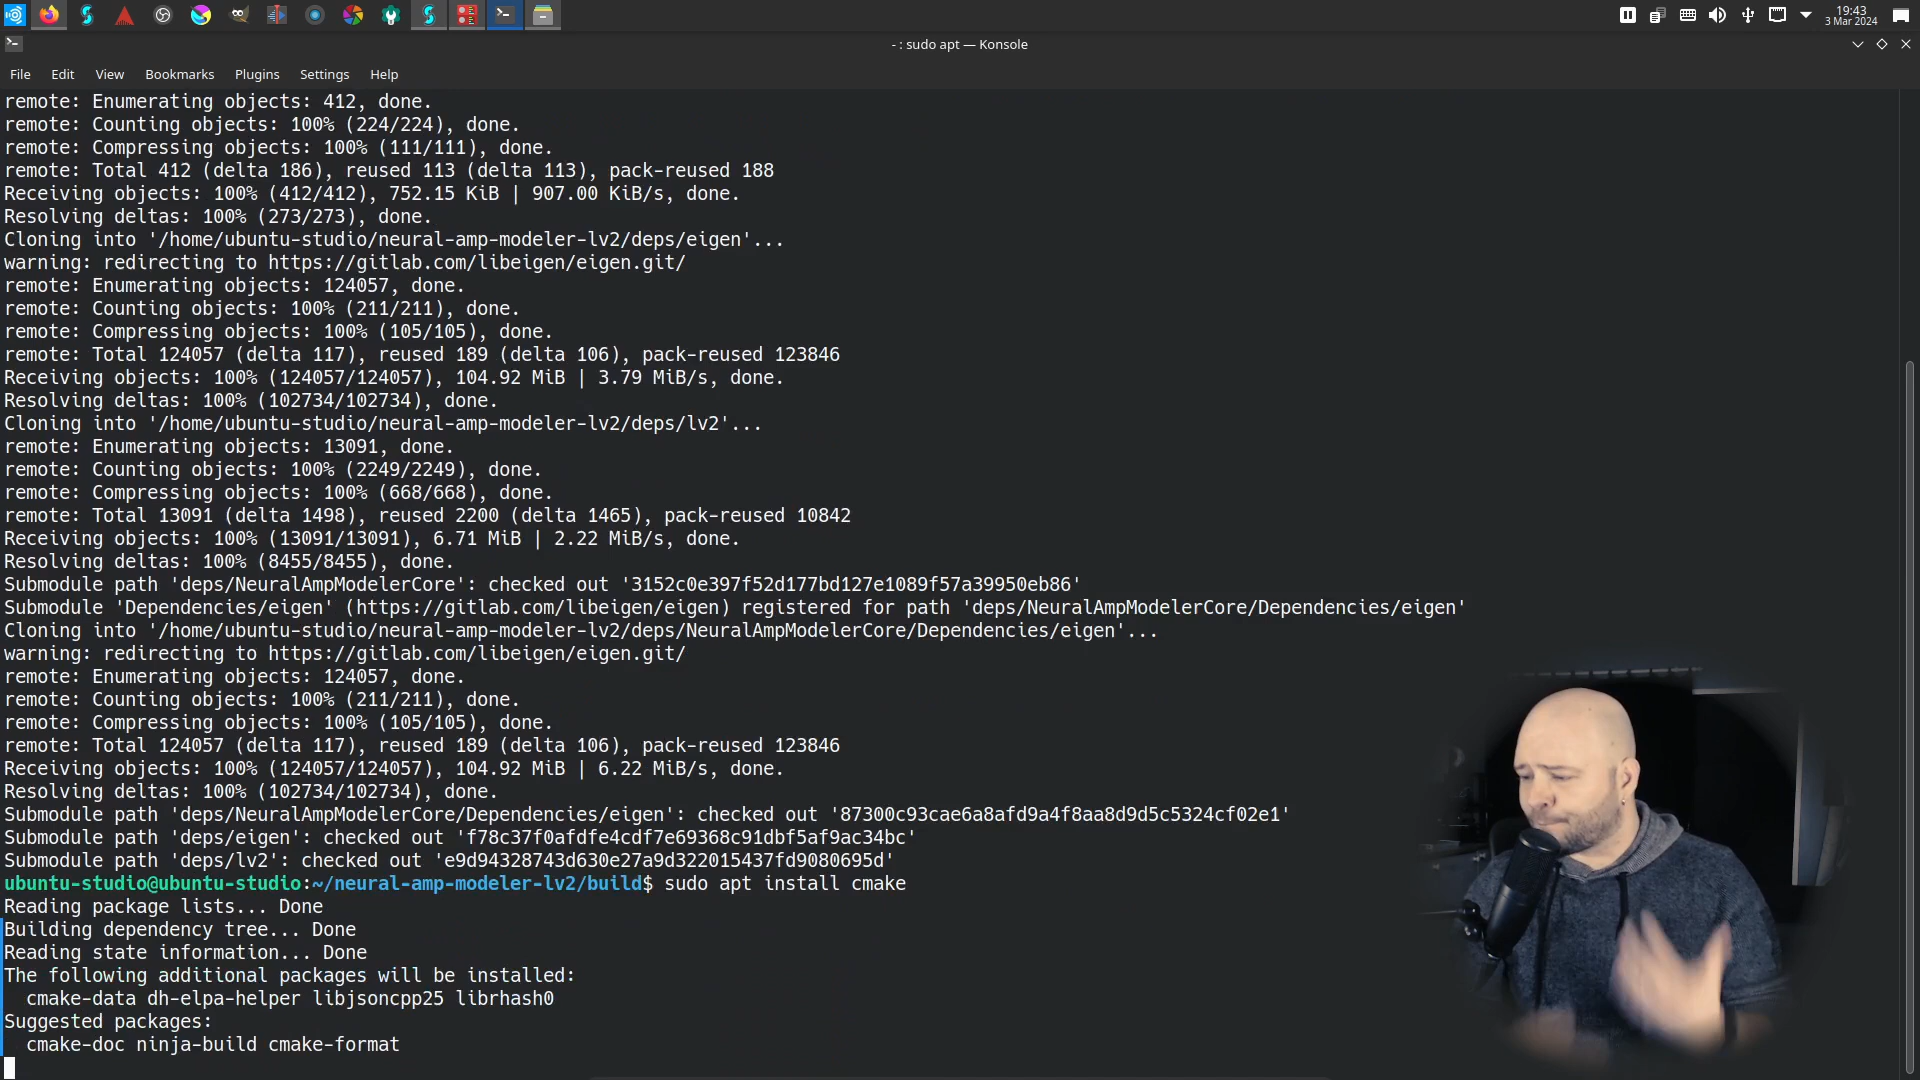 19:43
3 Mar 2024
- : sudo apt — Konsole
File Edit View Bookmarks Plugins Settings Help
remote: Enumerating objects: 412, done.
remote: Counting objects: 100% (224/224), done.
remote: Compressing objects: 100% (111/111), done.
remote: Total 412 (delta 186), reused 113 (delta 113), pack-reused 188
Receiving objects: 100% (412/412), 752.15 KiB | 907.00 KiB/s, done.
Resolving deltas: 100% (273/273), done.
Cloning into '/home/ubuntu-studio/neural-amp-modeler-lv2/deps/eigen'...
warning: redirecting to https://gitlab.com/libeigen/eigen.git/
remote: Enumerating objects: 124057, done.
remote: Counting objects: 100% (211/211), done.
remote: Compressing objects: 100% (105/105), done.
remote: Total 124057 (delta 117), reused 189 (delta 106), pack-reused 123846
Receiving objects: 100% (124057/124057), 104.92 MiB | 3.79 MiB/s, done.
Resolving deltas: 100% (102734/102734), done.
Cloning into '/home/ubuntu-studio/neural-amp-modeler-lv2/deps/lv2'...
remote: Enumerating objects: 13091, done.
remote: Counting objects: 100% (2249/2249), done.
remote: Compressing objects: 100% (668/668), done.
remote: Total 13091 (delta 1498), reused 2200 (delta 1465), pack-reused 10842
Receiving objects: 100% (13091/13091), 6.71 MiB | 2.22 MiB/s, done.
Resolving deltas: 100% (8455/8455), done.
Submodule path 'deps/NeuralAmpModelerCore': checked out '3152c0e397f52d177bd127e1089f57a39950eb86'
Submodule 'Dependencies/eigen' (https://gitlab.com/libeigen/eigen) registered for path 'deps/NeuralAmpModelerCore/Dependencies/eigen'
Cloning into '/home/ubuntu-studio/neural-amp-modeler-lv2/deps/NeuralAmpModelerCore/Dependencies/eigen'...
warning: redirecting to https://gitlab.com/libeigen/eigen.git/
remote: Enumerating objects: 124057, done.
remote: Counting objects: 100% (211/211), done.
remote: Compressing objects: 100% (105/105), done.
remote: Total 124057 (delta 117), reused 189 (delta 106), pack-reused 123846
Receiving objects: 100% (124057/124057), 104.92 MiB | 6.22 MiB/s, done.
Resolving deltas: 100% (102734/102734), done.
Submodule path 'deps/NeuralAmpModelerCore/Dependencies/eigen': checked out '87300c93cae6a8afd9a4f8aa8d9d5c5324cf02e1'
Submodule path 'deps/eigen': checked out 'f78c37f0afdfe4cdf7e69368c91dbf5af9ac34bc'
Submodule path 'deps/lv2': checked out 'e9d94328743d630e27a9d322015437fd9080695d'
ubuntu-studio@ubuntu-studio:~/neural-amp-modeler-lv2/build$ sudo apt install cmake
Reading package lists... Done
Building dependency tree... Done
Reading state information... Done
The following additional packages will be installed:
cmake-data dh-elpa-helper libjsoncpp25 librhash0
Suggested packages:
cmake-doc ninja-build cmake-format